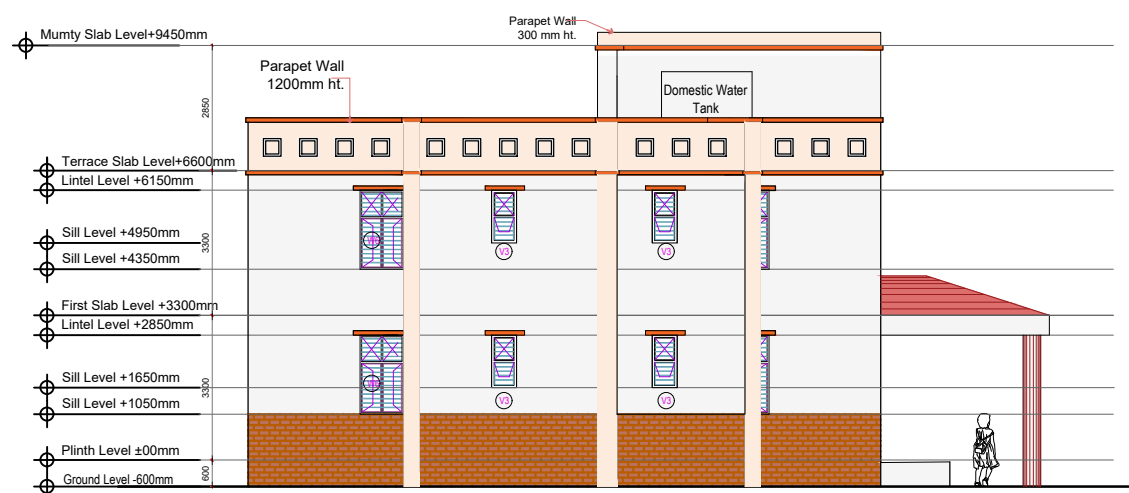 Mumty Slab Level+9450mm
Parapet Wall
300 mm ht.
Parapet Wall
1200mm ht.
2850
Domestic Water
Tank
Terrace Slab Level+6600mm
Lintel Level +6150mm
Sill Level +4950mm
3300
Sill Level +4350mm
V3
V3
First Slab Level +3300mm
Lintel Level +2850mm
Sill Level +1650mm
3300
Sill Level +1050mm
V3
V3
Plinth Level ±00mm
600
Ground Level -600mm